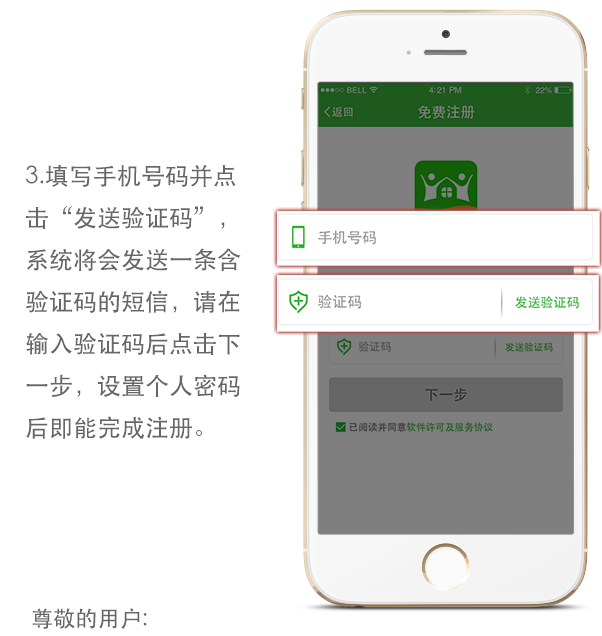 3.填写手机号码并点
击“发送验证码”,
系统将会发送一条含
验证码的短信，请在
输入验证码后点击下
一步，设置个人密码
后即能完成注册。
BELL 4:21 PM 22%
返回 免费注册
手机号码
验证码 发送验证码
验证码 发送验证码
下一步
已阅读并同意软件许可及服务协议
尊敬的用户: